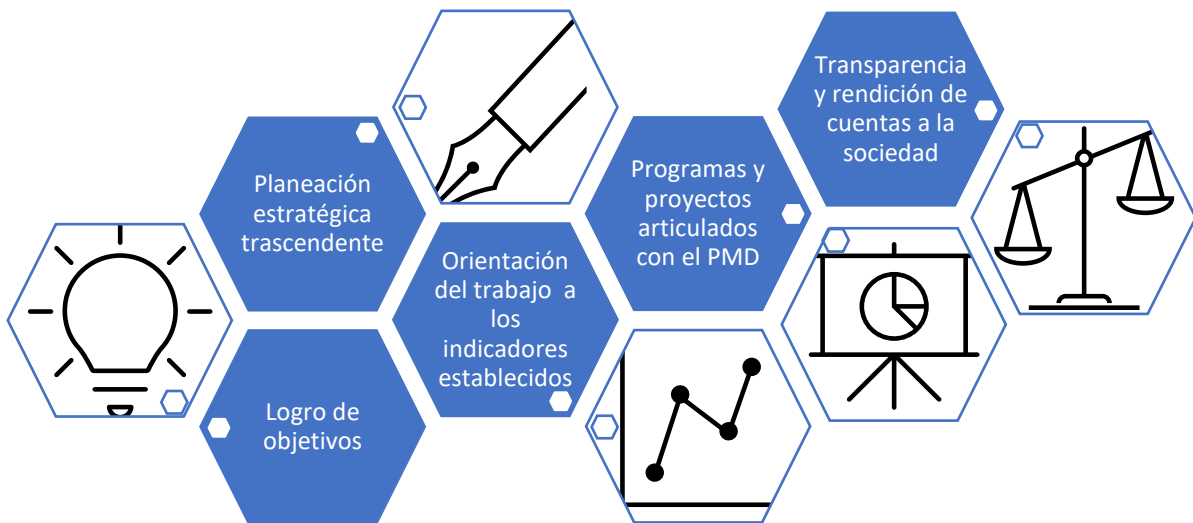 Planeación
estratégica
trascendente
Logro de
objetivos
Orientación
del trabajo a
los
indicadores
establecidos
Programas y
proyectos
articulados
con el PMD
Transparencia
y rendición de
cuentas a la
sociedad